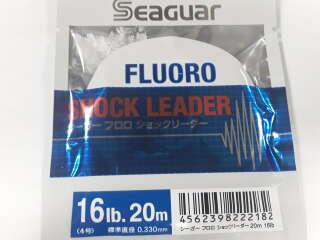 Seaguar
FLUORO
SHOCK LEADER
シーガー フロロ ショックリーダー
16lb. 20m
(4号) 標準直径 0.330mm
4562398222182
シーガー フロロ ショックリーダー 20m 16lb